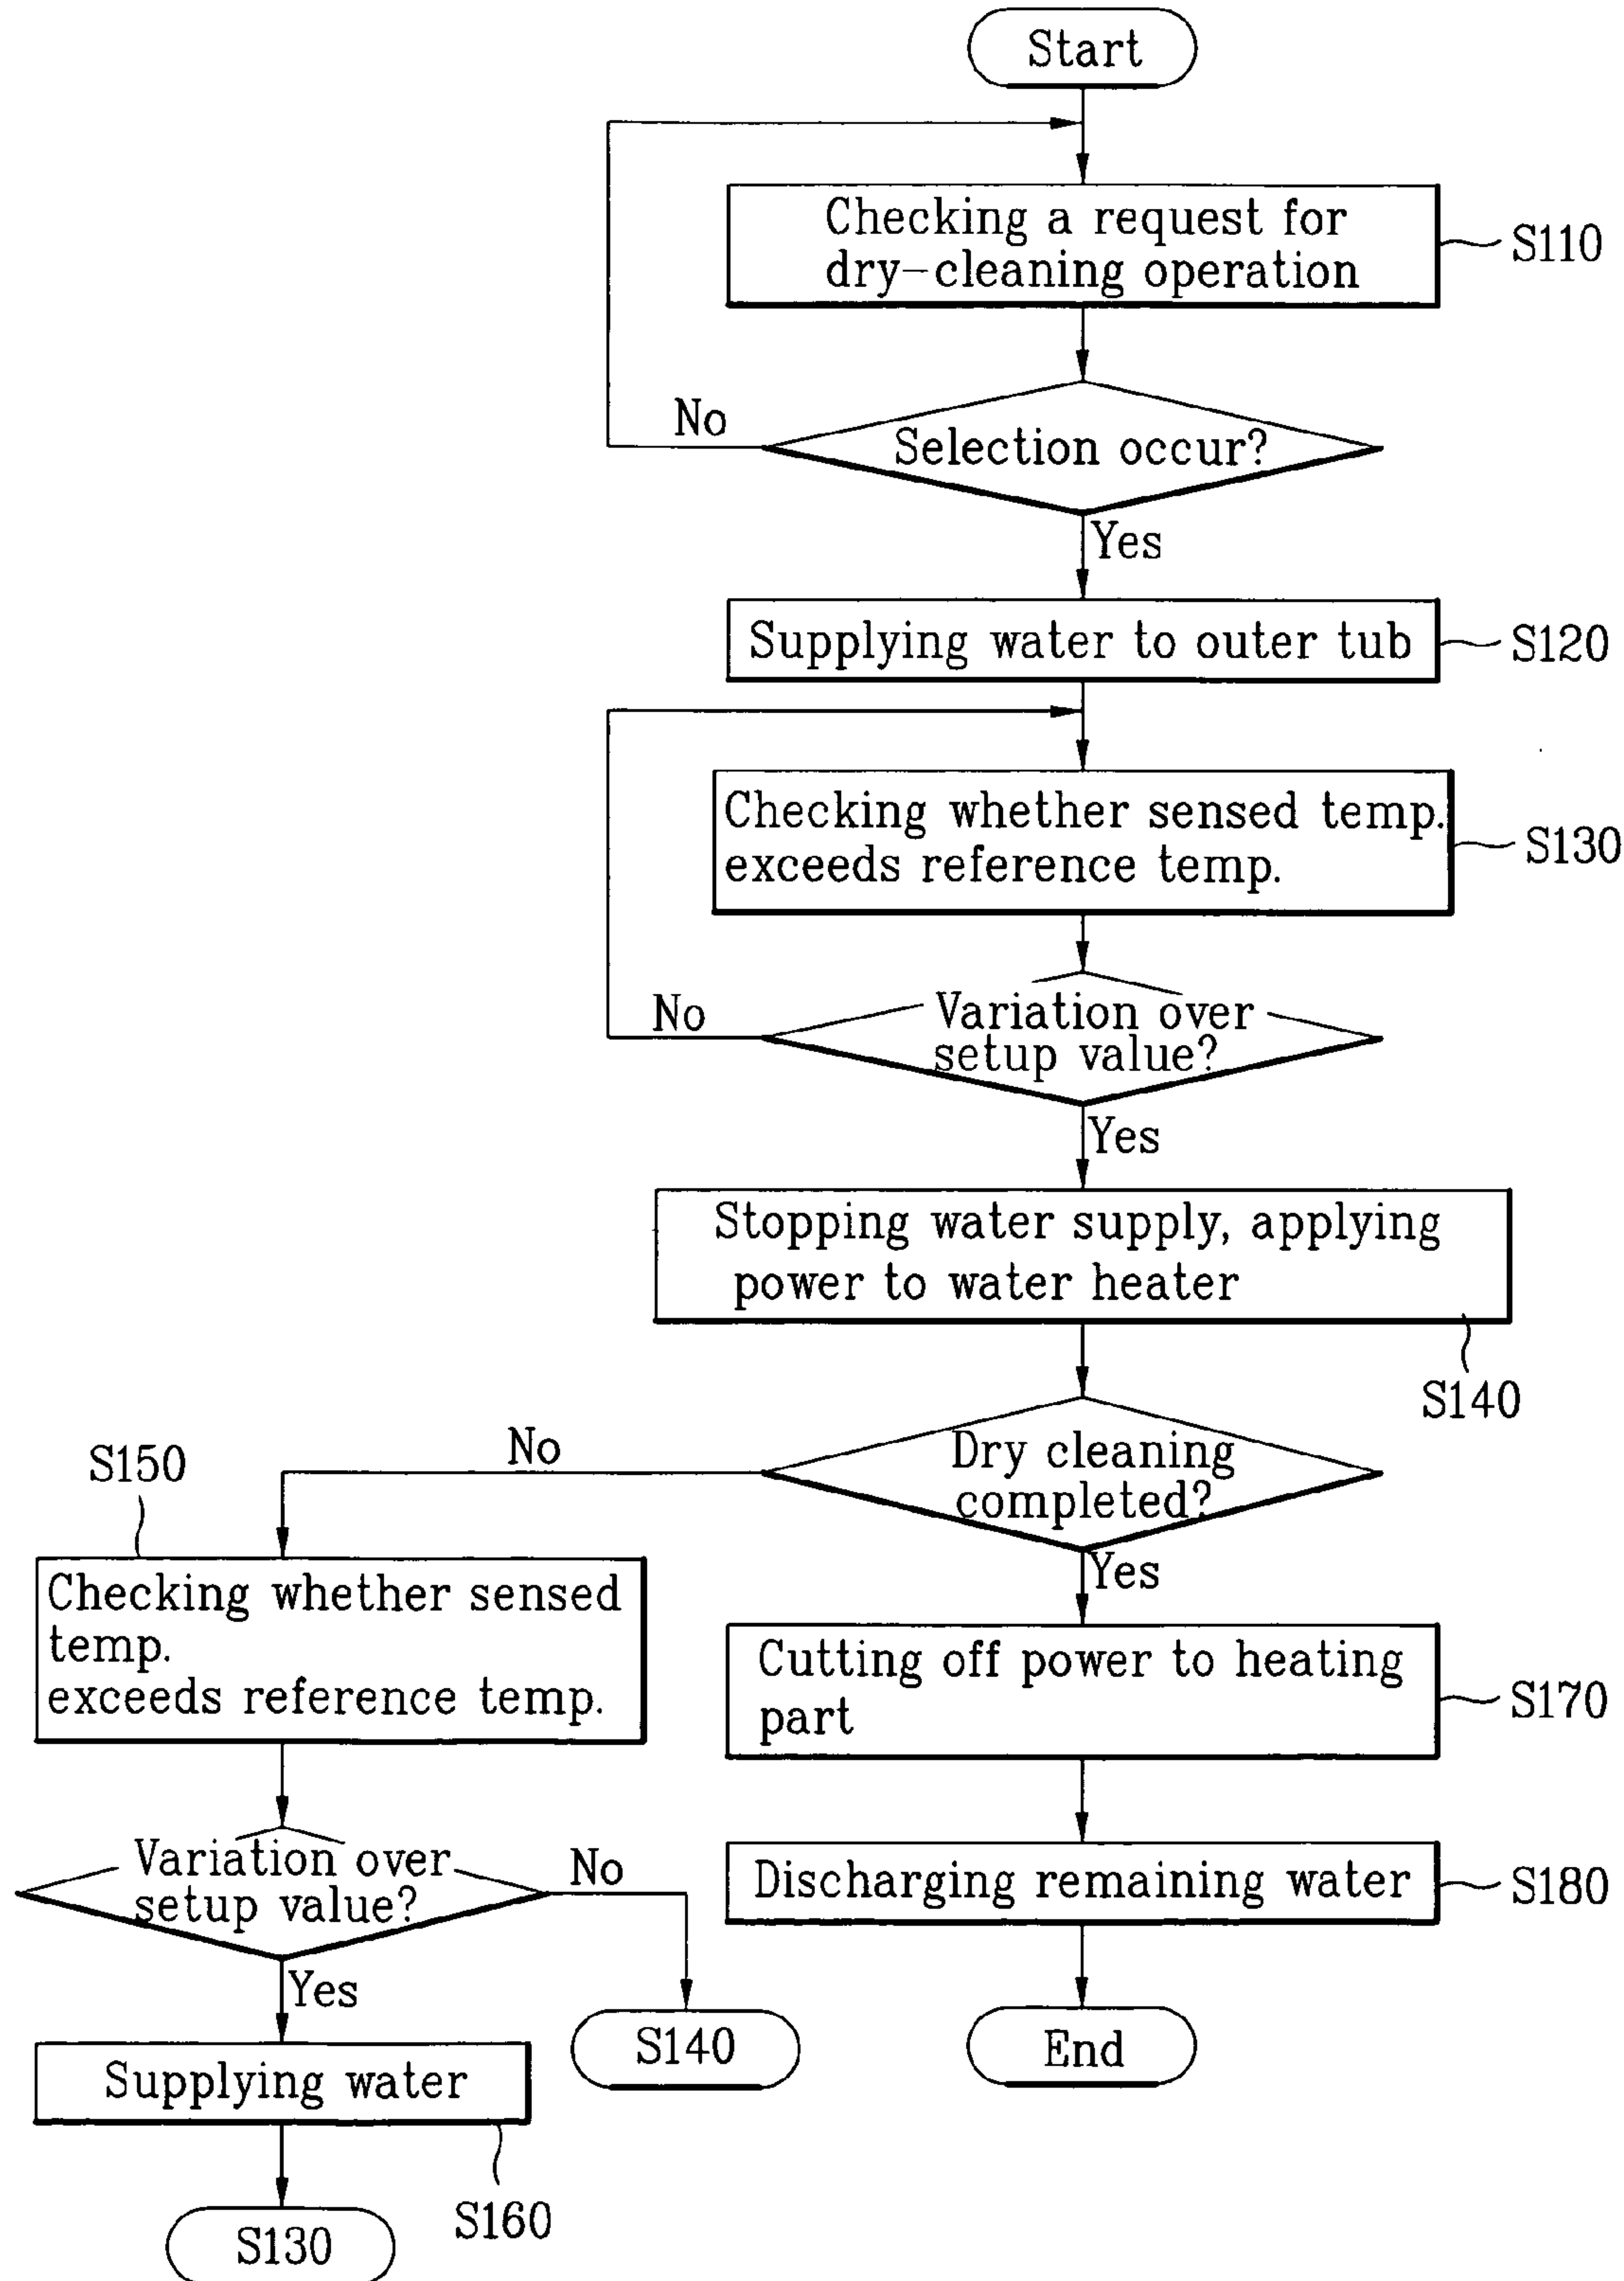 Start
Checking a request for
dry-cleaning operation
S110
No
Selection occur?
Yes
Supplying water to outer tub
S120
Checking whether sensed temp.
exceeds reference temp.
S130
No
Variation over
setup value?
Yes
Stopping water supply, applying
power to water heater
S140
No
Dry cleaning
completed?
Yes
S150
Checking whether sensed
temp.
exceeds reference temp.
Cutting off power to heating
part
S170
Variation over
setup value?
No
Yes
Discharging remaining water
S180
Supplying water
S160
S140
End
S130